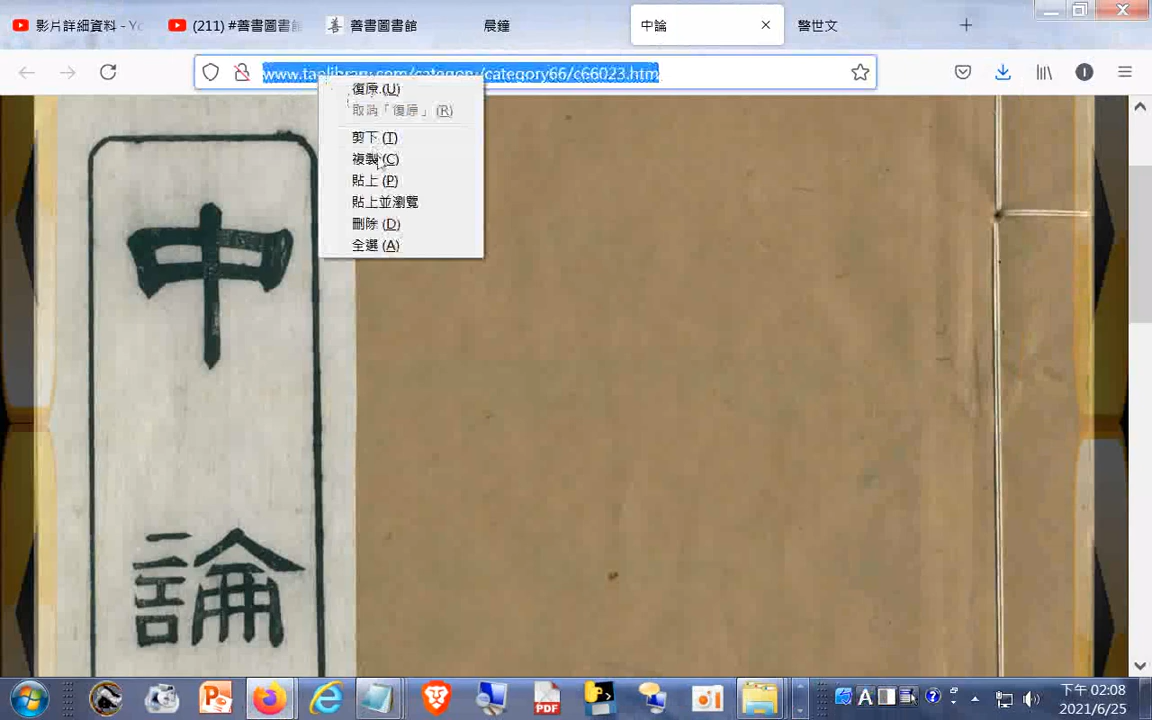 影片詳細資料 - Yo
(211) #善書圖書館
善書圖書館
晨鐘
中論
警世文
www.taolibrary.com/category/category66/c66023.htm
復原 (U)
取消「復原」 (R)
剪下 (T)
複製 (C)
貼上 (P)
貼上並瀏覽
刪除 (D)
全選 (A)
中
論
PDF
A
下午 02:08
2021/6/25